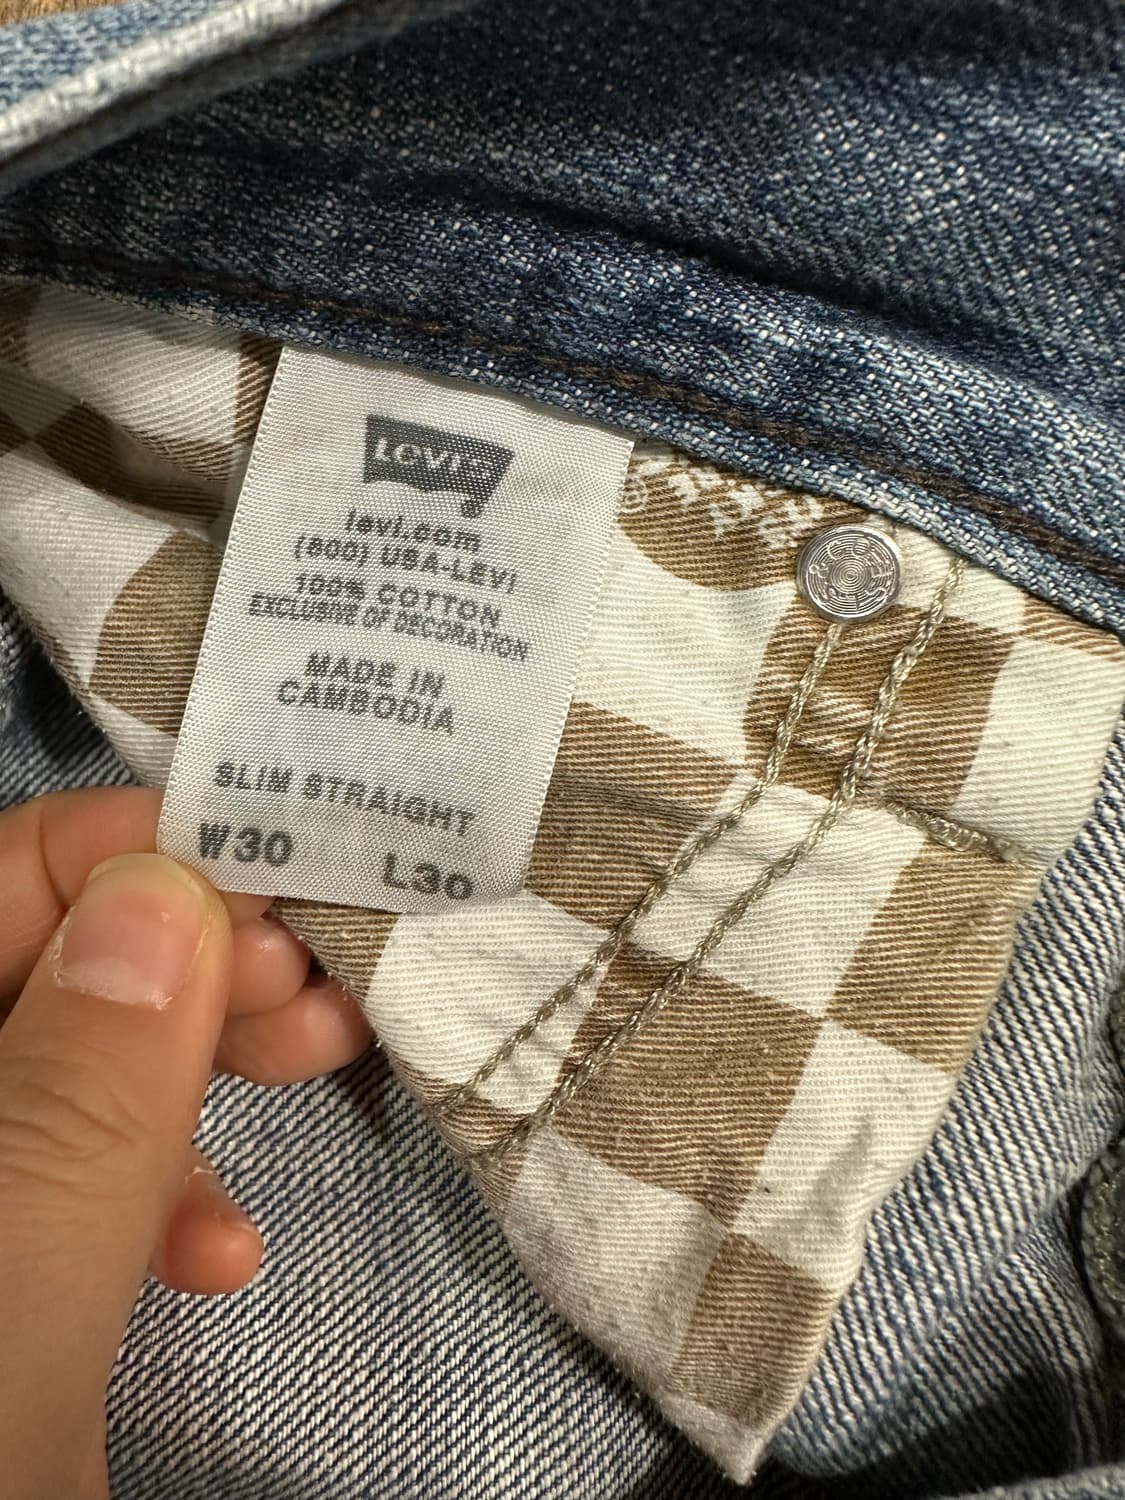 Levi's
levi.com
(800) USA-LEVI
100% COTTON
EXCLUSIVE OF DECORATION
MADE IN
CAMBODIA
SLIM STRAIGHT
W30 L30
®